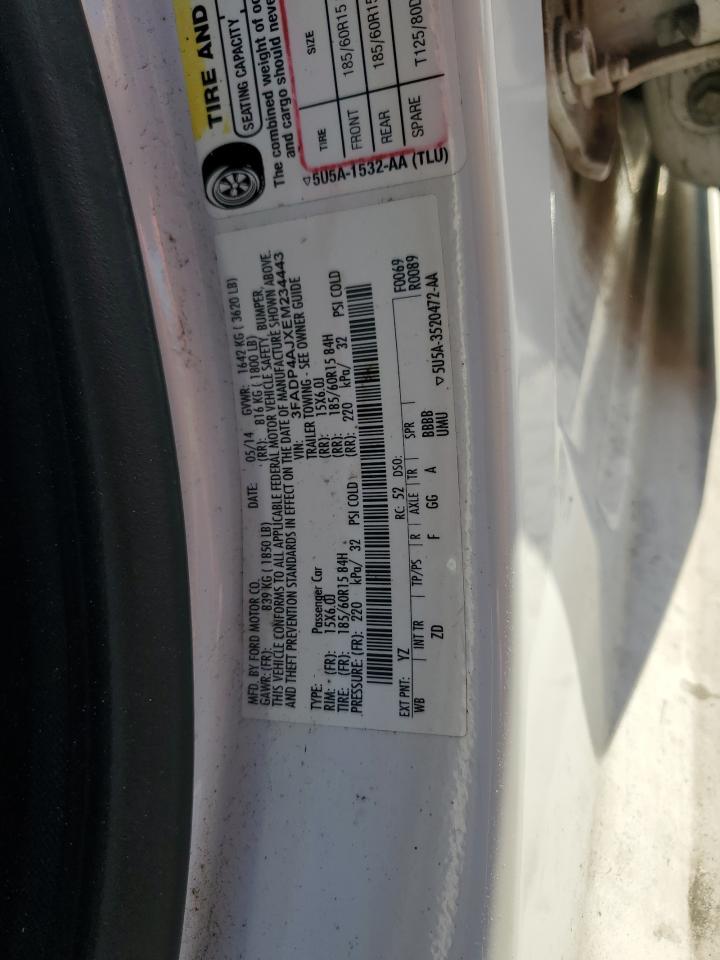 TIRE AND
SEATING CAPACITY
The combined weight of oc
and cargo should neve
TIRE SIZE
FRONT 185/60R15
REAR 185/60R15
SPARE T125/80D
5U5A-1532-AA (TLU)
MFD BY FORD MOTOR CO.
DATE: 05/14 GVWR: 1642 KG ( 3620 LB)
GAWR: (FR): 839 KG ( 1850 LB) (RR): 816 KG ( 1800 LB)
THIS VEHICLE CONFORMS TO ALL APPLICABLE FEDERAL MOTOR VEHICLE SAFETY, BUMPER,
AND THEFT PREVENTION STANDARDS IN EFFECT ON THE DATE OF MANUFACTURE SHOWN ABOVE.
VIN: 3FADP4AJXEM234443
TYPE: Passenger Car TRAILER TOWING - SEE OWNER GUIDE
RIM: (FR): 15X6.0J (RR): 15X6.0J
TIRE: (FR): 185/60R15 84H (RR): 185/60R15 84H
PRESSURE: (FR): 220 kPa/ 32 PSI COLD (RR): 220 kPa/ 32 PSI COLD
EXT PNT: YZ RC: 52 DSO: F0069
WB INT TR TP/PS R AXLE TR SPR R0089
ZD F GG A BBBB
UMU
5U5A-3520472-AA